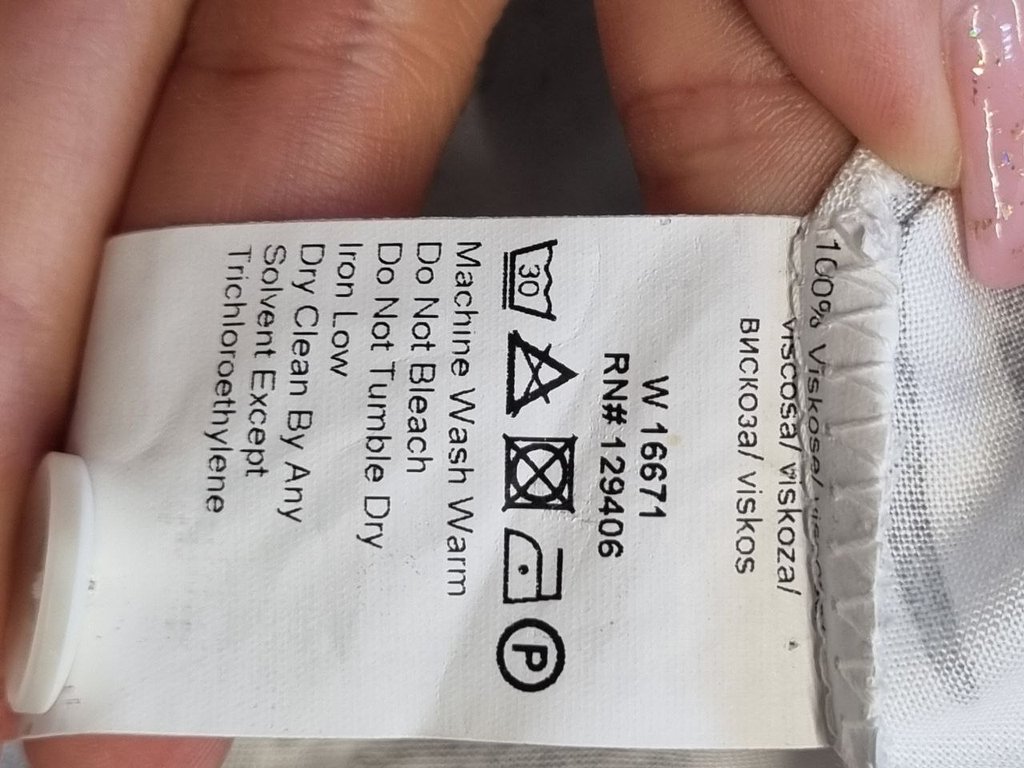 100% Viskose/
viscosa/ viskoza/
вискоза/ viskos
W 16671
RN# 129406
30
P
Machine Wash Warm
Do Not Bleach
Do Not Tumble Dry
Iron Low
Dry Clean By Any
Solvent Except
Trichloroethylene